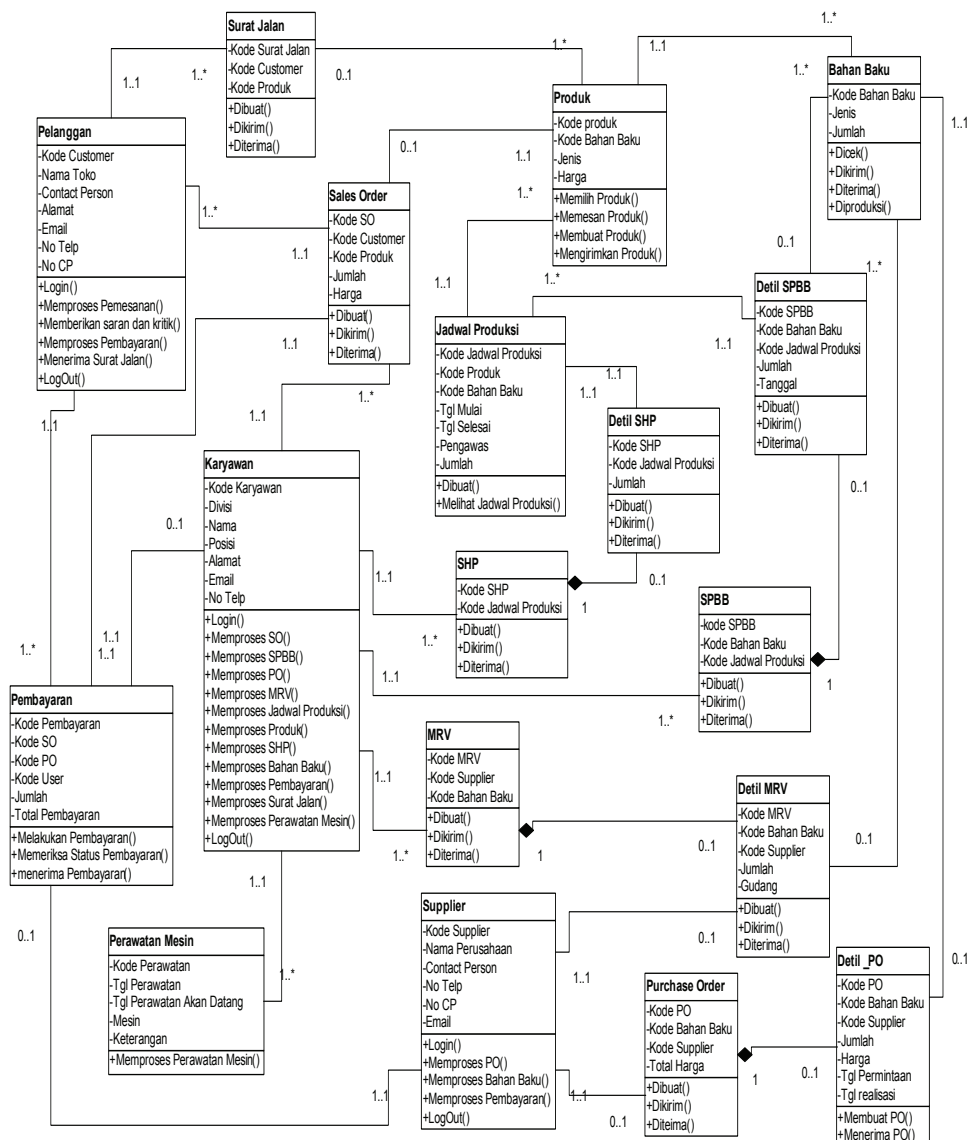 Surat Jalan
-Kode Surat Jalan
-Kode Customer
-Kode Produk
+Dibuat()
+Dikirim()
+Diterima()
1..1
1..*
0..1
1..*
1..1
1..*
1..*
Bahan Baku
-Kode Bahan Baku
-Jenis
-Jumlah
+Dicek()
+Dikirim()
+Diterima()
+Diproduksi()
1..1
0..1
1..*
Produk
-Kode produk
-Kode Bahan Baku
-Jenis
-Harga
+Memilih Produk()
+Memesan Produk()
+Membuat Produk()
+Mengirimkan Produk()
0..1
1..1
1..*
Pelanggan
-Kode Customer
-Nama Toko
-Contact Person
-Alamat
-Email
-No Telp
-No CP
+Login()
+Memproses Pemesanan()
+Memberikan saran dan kritik()
+Memproses Pembayaran()
+Menerima Surat Jalan()
+LogOut()
1..*
1..1
1..1
1..1
Sales Order
-Kode SO
-Kode Customer
-Kode Produk
-Jumlah
-Harga
+Dibuat()
+Dikirim()
+Diterima()
1..*
1..1
1..1
1..*
1..1
Jadwal Produksi
-Kode Jadwal Produksi
-Kode Produk
-Kode Bahan Baku
-Tgl Mulai
-Tgl Selesai
-Pengawas
-Jumlah
+Dibuat()
+Melihat Jadwal Produksi()
1..1
1..1
Detil SPBB
-Kode SPBB
-Kode Bahan Baku
-Kode Jadwal Produksi
-Jumlah
-Tanggal
+Dibuat()
+Dikirim()
+Diterima()
0..1
Detil SHP
-Kode SHP
-Kode Jadwal Produksi
-Jumlah
+Dibuat()
+Dikirim()
+Diterima()
0..1
Karyawan
-Kode Karyawan
-Divisi
-Nama
-Posisi
-Alamat
-Email
-No Telp
+Login()
+Memproses SO()
+Memproses SPBB()
+Memproses PO()
+Memproses MRV()
+Memproses Jadwal Produksi()
+Memproses Produk()
+Memproses SHP()
+Memproses Bahan Baku()
+Memproses Pembayaran()
+Memproses Surat Jalan()
+Memproses Perawatan Mesin()
+LogOut()
0..1
1..1
1..*
1..1
1..*
1..1
1..*
1..1
SHP
-Kode SHP
-Kode Jadwal Produksi
+Dibuat()
+Dikirim()
+Diterima()
1
SPBB
-kode SPBB
-Kode Bahan Baku
-Kode Jadwal Produksi
+Dibuat()
+Dikirim()
+Diterima()
1
1..*
1..1
1..1
Pembayaran
-Kode Pembayaran
-Kode SO
-Kode PO
-Kode User
-Jumlah
-Total Pembayaran
+Melakukan Pembayaran()
+Memeriksa Status Pembayaran()
+menerima Pembayaran()
0..1
MRV
-Kode MRV
-Kode Supplier
-Kode Bahan Baku
+Dibuat()
+Dikirim()
+Diterima()
1
0..1
Detil MRV
-Kode MRV
-Kode Bahan Baku
-Kode Supplier
-Jumlah
-Gudang
+Dibuat()
+Dikirim()
+Diterima()
0..1
0..1
Perawatan Mesin
-Kode Perawatan
-Tgl Perawatan
-Tgl Perawatan Akan Datang
-Mesin
-Keterangan
+Memproses Perawatan Mesin()
1..*
Supplier
-Kode Supplier
-Nama Perusahaan
-Contact Person
-No Telp
-No CP
-Email
+Login()
+Memproses PO()
+Memproses Bahan Baku()
+Memproses Pembayaran()
+LogOut()
1..1
1..1
1..1
0..1
Purchase Order
-Kode PO
-Kode Bahan Baku
-Kode Supplier
-Total Harga
+Dibuat()
+Dikirim()
+Diteima()
1
0..1
Detil _PO
-Kode PO
-Kode Bahan Baku
-Kode Supplier
-Jumlah
-Harga
-Tgl Permintaan
-Tgl realisasi
+Membuat PO()
+Menerima PO()
0..1